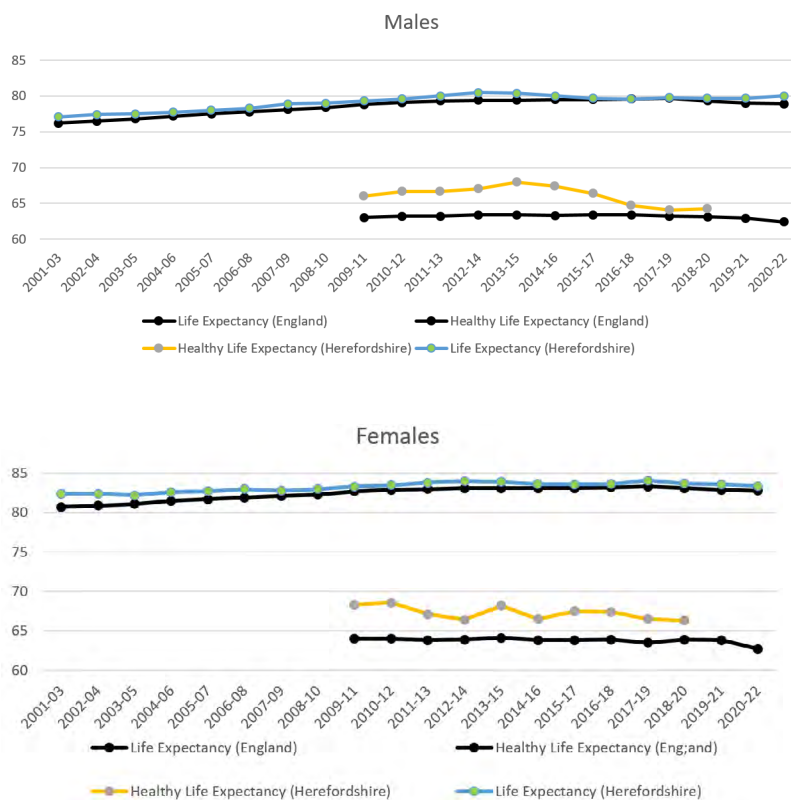 Males
85
80
75
70
65
60
2001-03 2002-04 2003-05 2004-06 2005-07 2006-08 2007-09 2008-10 2009-11 2010-12 2011-13 2012-14 2013-15 2014-16 2015-17 2016-18 2017-19 2018-20 2019-21 2020-22
Life Expectancy (England) Healthy Life Expectancy (England)
Healthy Life Expectancy (Herefordshire) Life Expectancy (Herefordshire)
Females
85
80
75
70
65
60
2001-03 2002-04 2003-05 2004-06 2005-07 2006-08 2007-09 2008-10 2009-11 2010-12 2011-13 2012-14 2013-15 2014-16 2015-17 2016-18 2017-19 2018-20 2019-21 2020-22
Life Expectancy (England) Healthy Life Expectancy (Eng;and)
Healthy Life Expectancy (Herefordshire) Life Expectancy (Herefordshire)